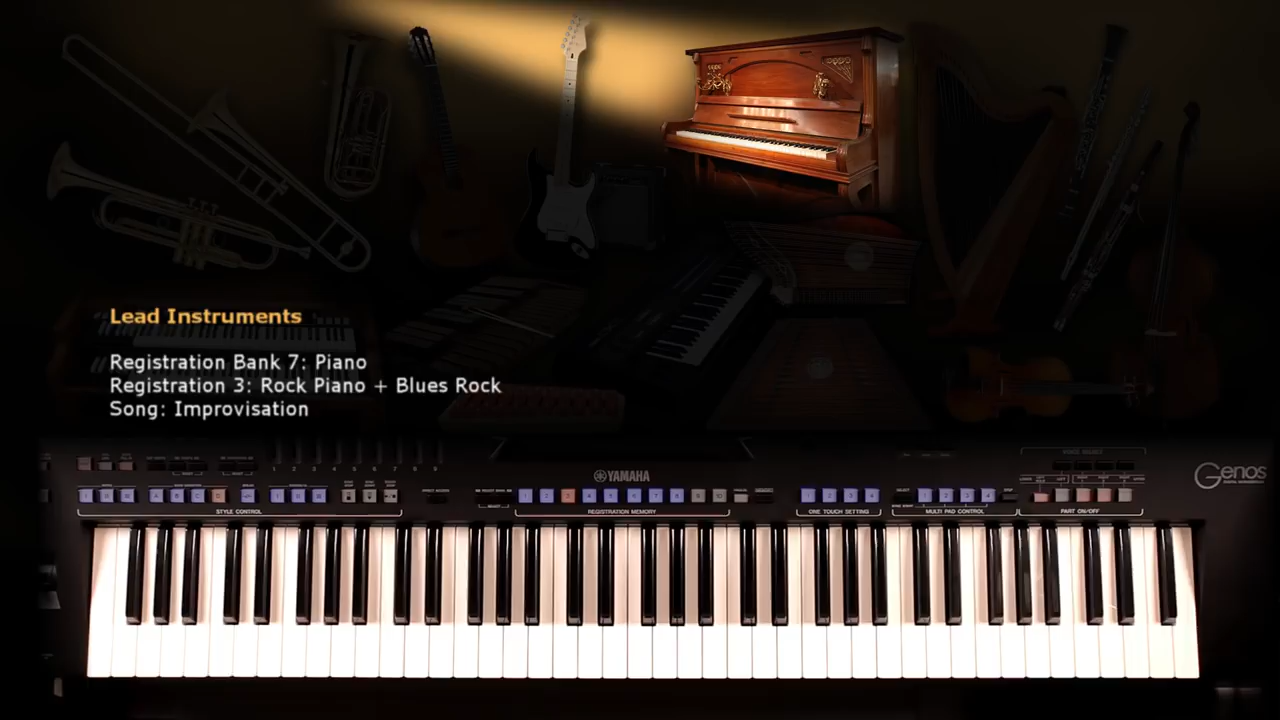 Lead Instruments
Registration Bank 7: Piano
Registration 3: Rock Piano + Blues Rock
Song: Improvisation
YAMAHA
Genos
STYLE CONTROL
REGISTRATION MEMORY
ONE TOUCH SETTING
MULTI PAD CONTROL
PART ON/OFF